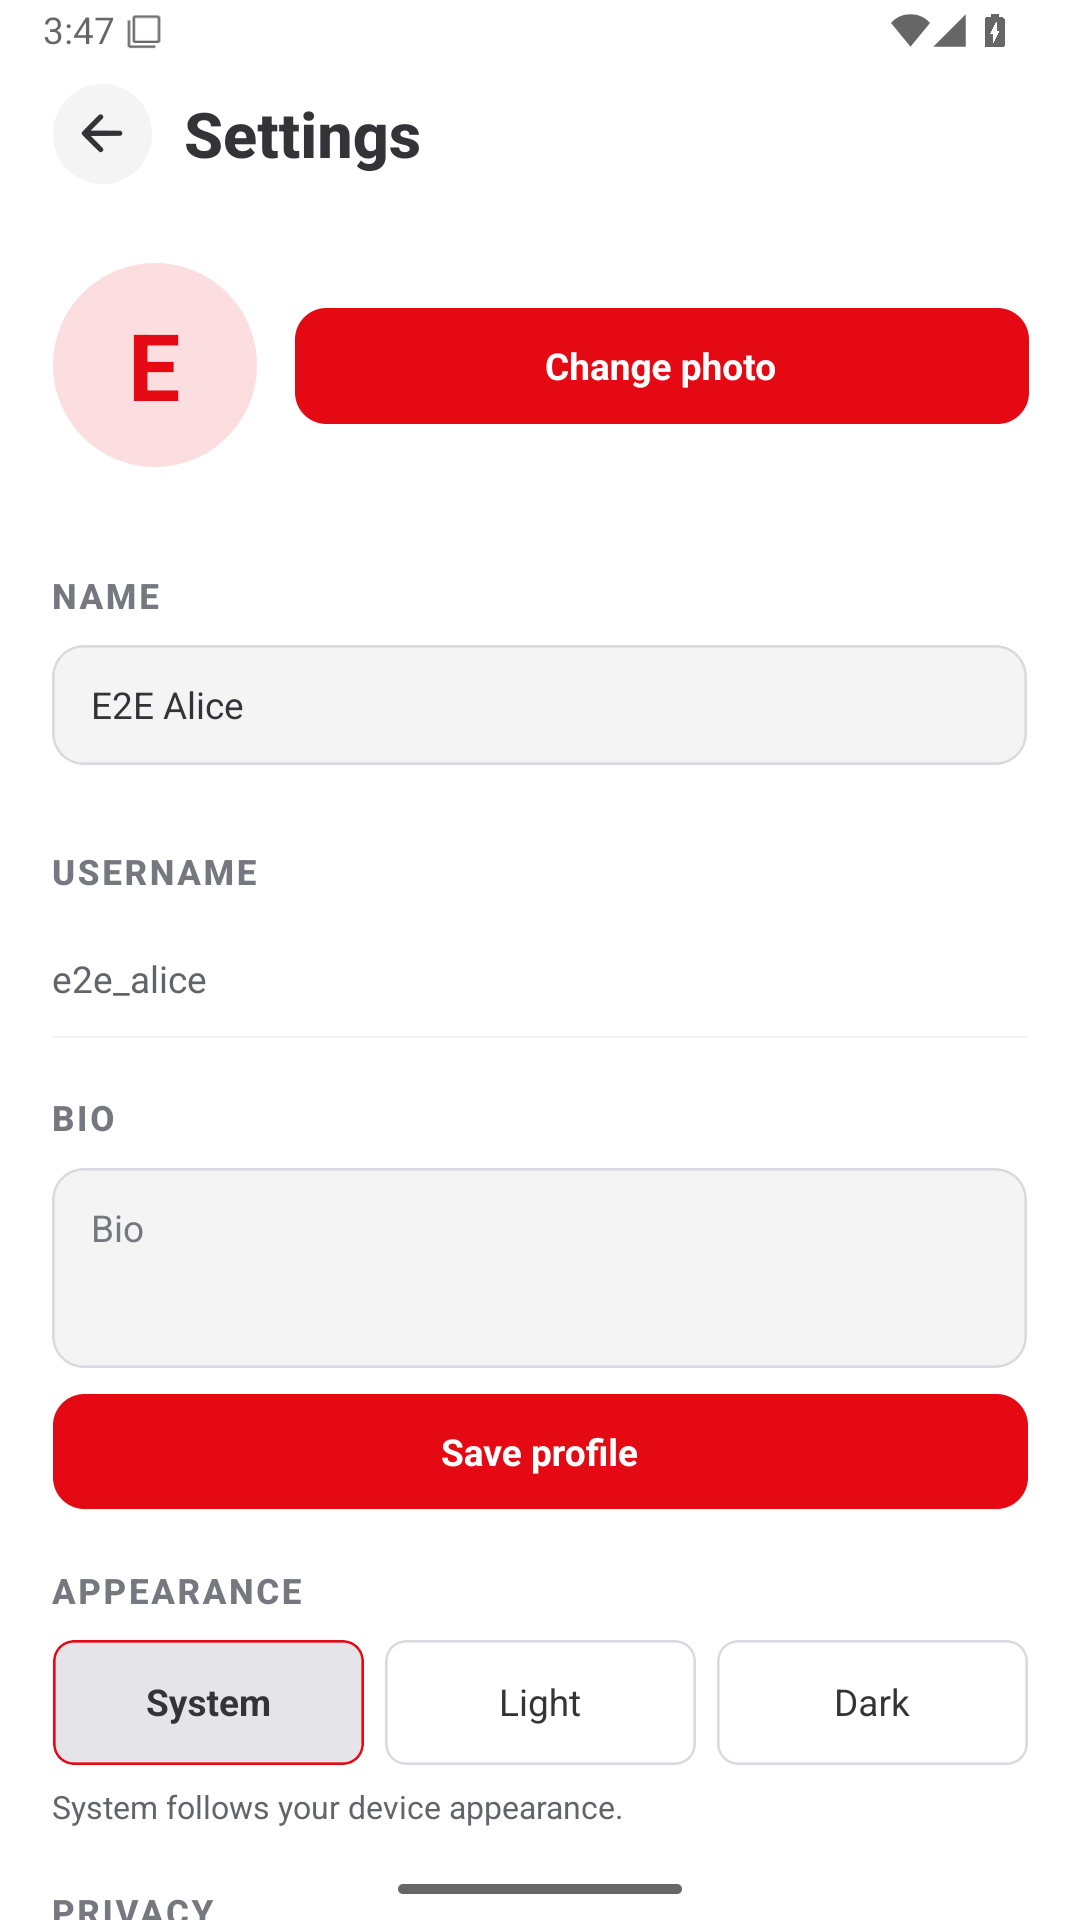 3:47
Settings
E
Change photo
NAME
E2E Alice
USERNAME
e2e_alice
BIO
Bio
Save profile
APPEARANCE
System
Light
Dark
System follows your device appearance.
PRIVACY